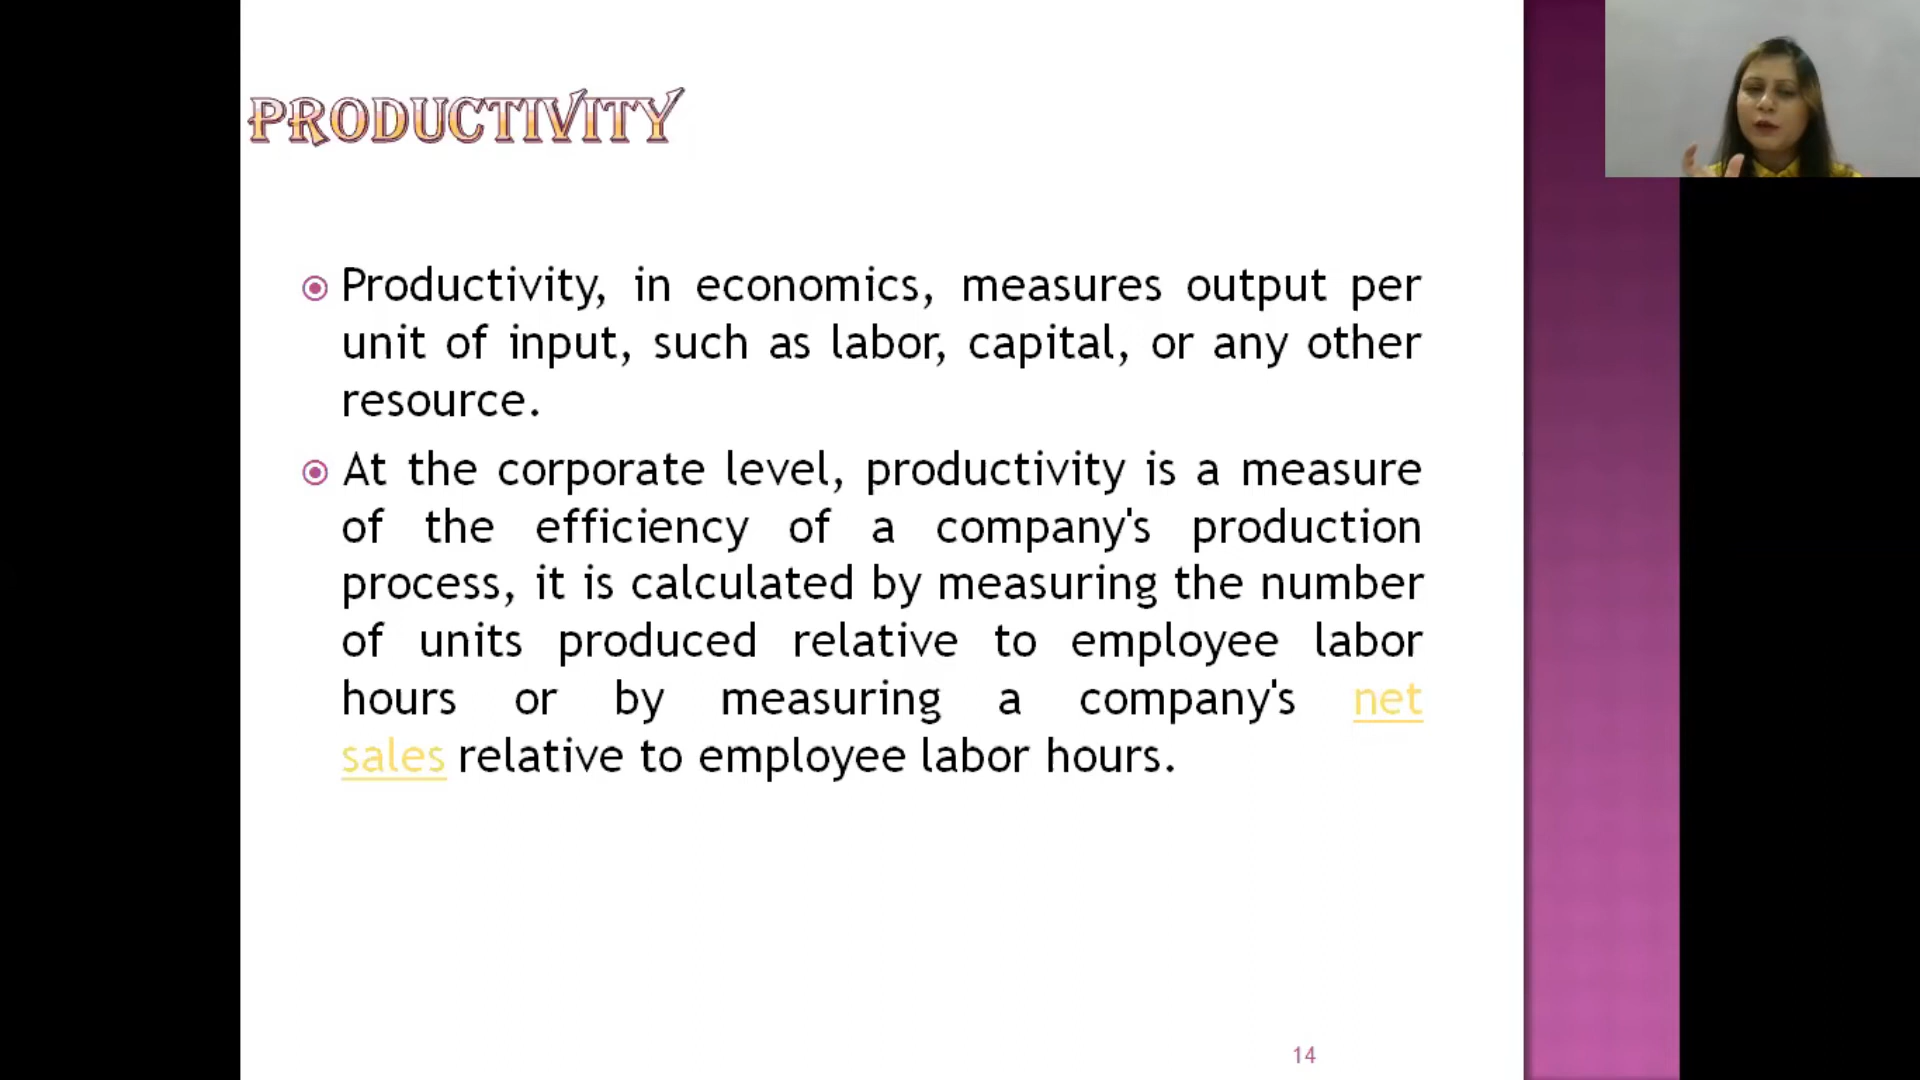 PRODUCTIVITY
Productivity, in economics, measures output per
unit of input, such as labor, capital, or any other
resource.
At the corporate level, productivity is a measure
of the efficiency of a company's production
process, it is calculated by measuring the number
of units produced relative to employee labor
hours or by measuring a company's net
sales relative to employee labor hours.
14